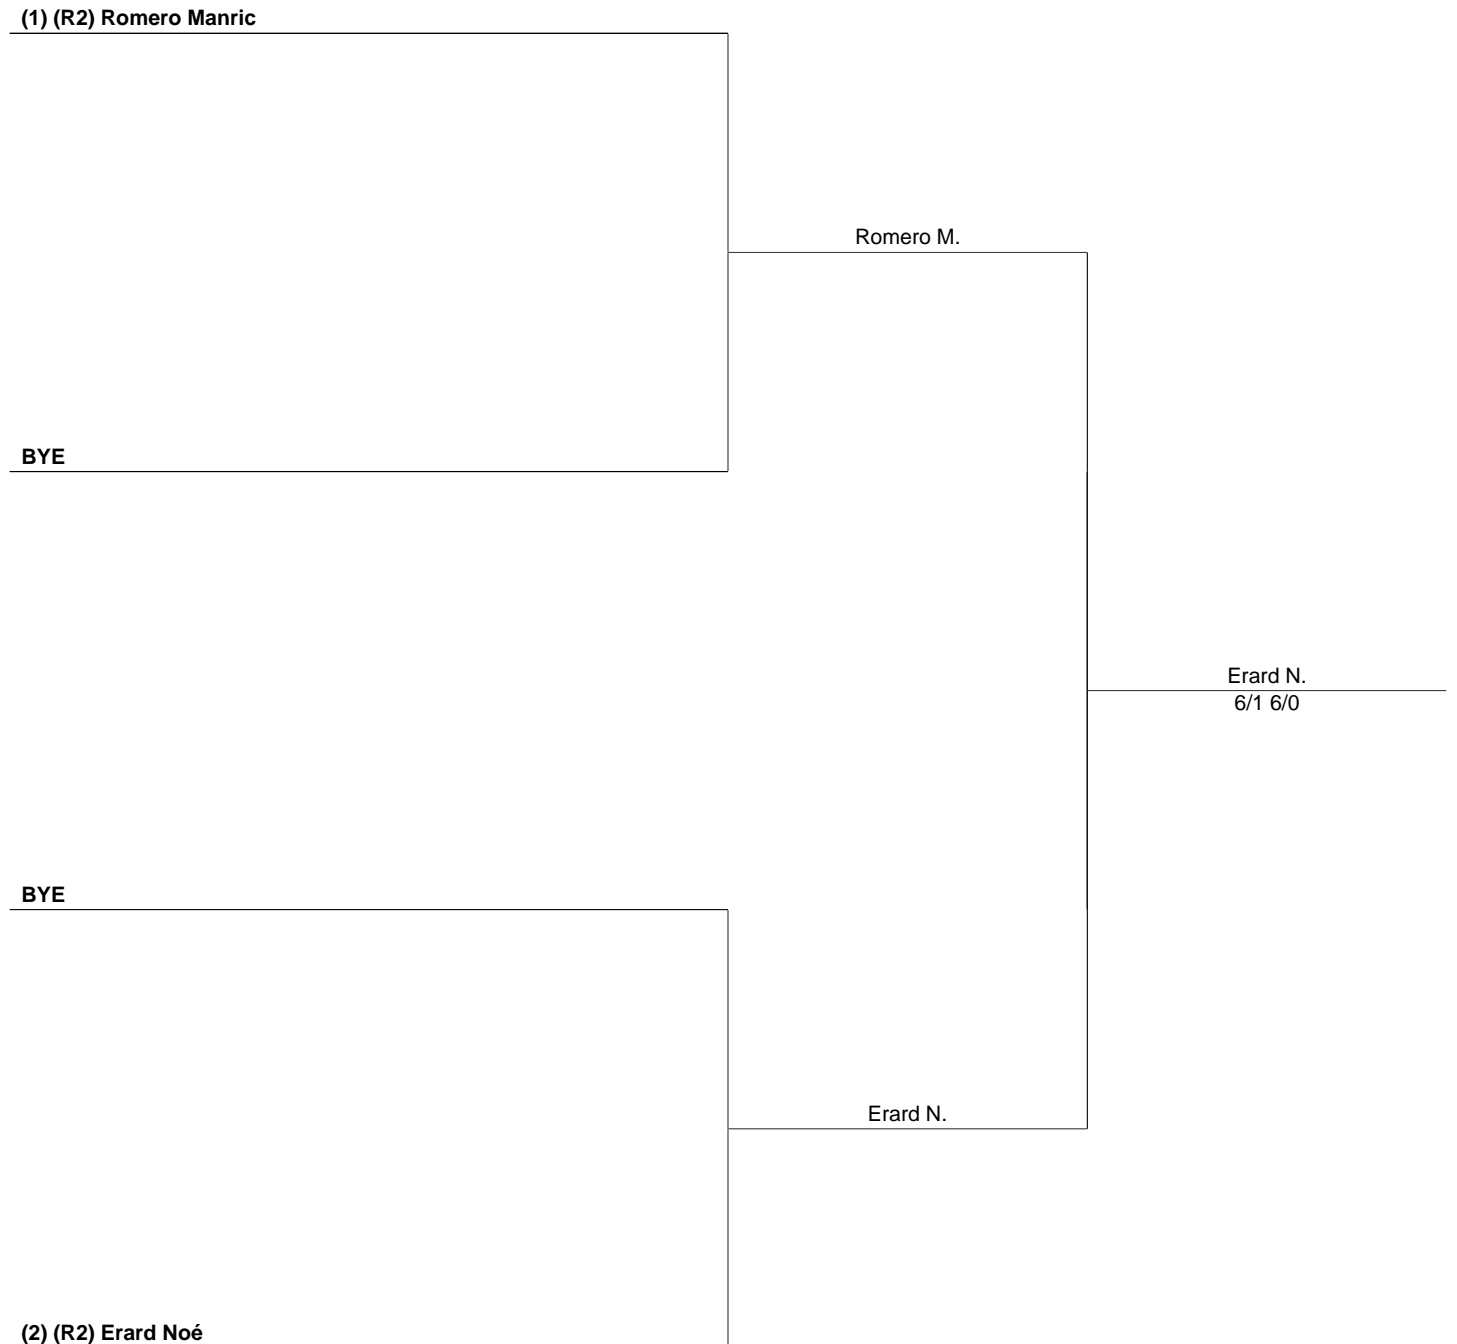 (1) (R2) Romero Manric
Romero M.
BYE
Erard N.
6/1 6/0
BYE
Erard N.
(2) (R2) Erard Noé